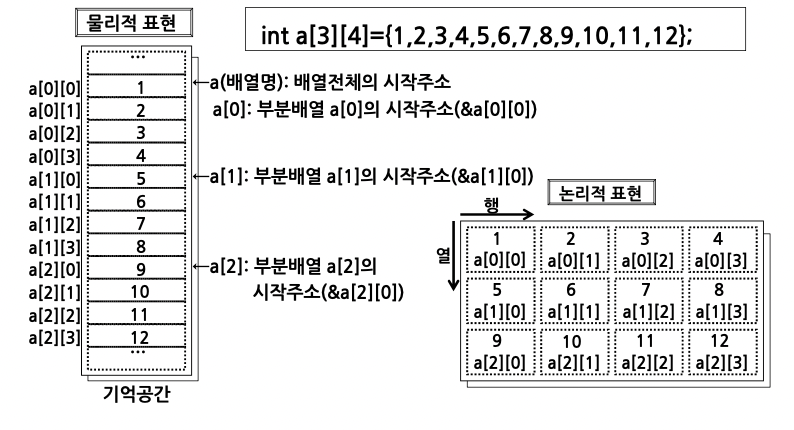 물리적 표현
int a[3][4]={1,2,3,4,5,6,7,8,9,10,11,12};
...
a[0][0] 1 ←a(배열명): 배열전체의 시작주소
a[0][1] 2 a[0]: 부분배열 a[0]의 시작주소(&a[0][0])
a[0][2] 3
a[0][3] 4
a[1][0] 5 ←a[1]: 부분배열 a[1]의 시작주소(&a[1][0])
a[1][1] 6
a[1][2] 7
a[1][3] 8
a[2][0] 9 ←a[2]: 부분배열 a[2]의
a[2][1] 10 시작주소(&a[2][0])
a[2][2] 11
a[2][3] 12
...
기억공간
논리적 표현
행
열
1 2 3 4
a[0][0] a[0][1] a[0][2] a[0][3]
5 6 7 8
a[1][0] a[1][1] a[1][2] a[1][3]
9 10 11 12
a[2][0] a[2][1] a[2][2] a[2][3]